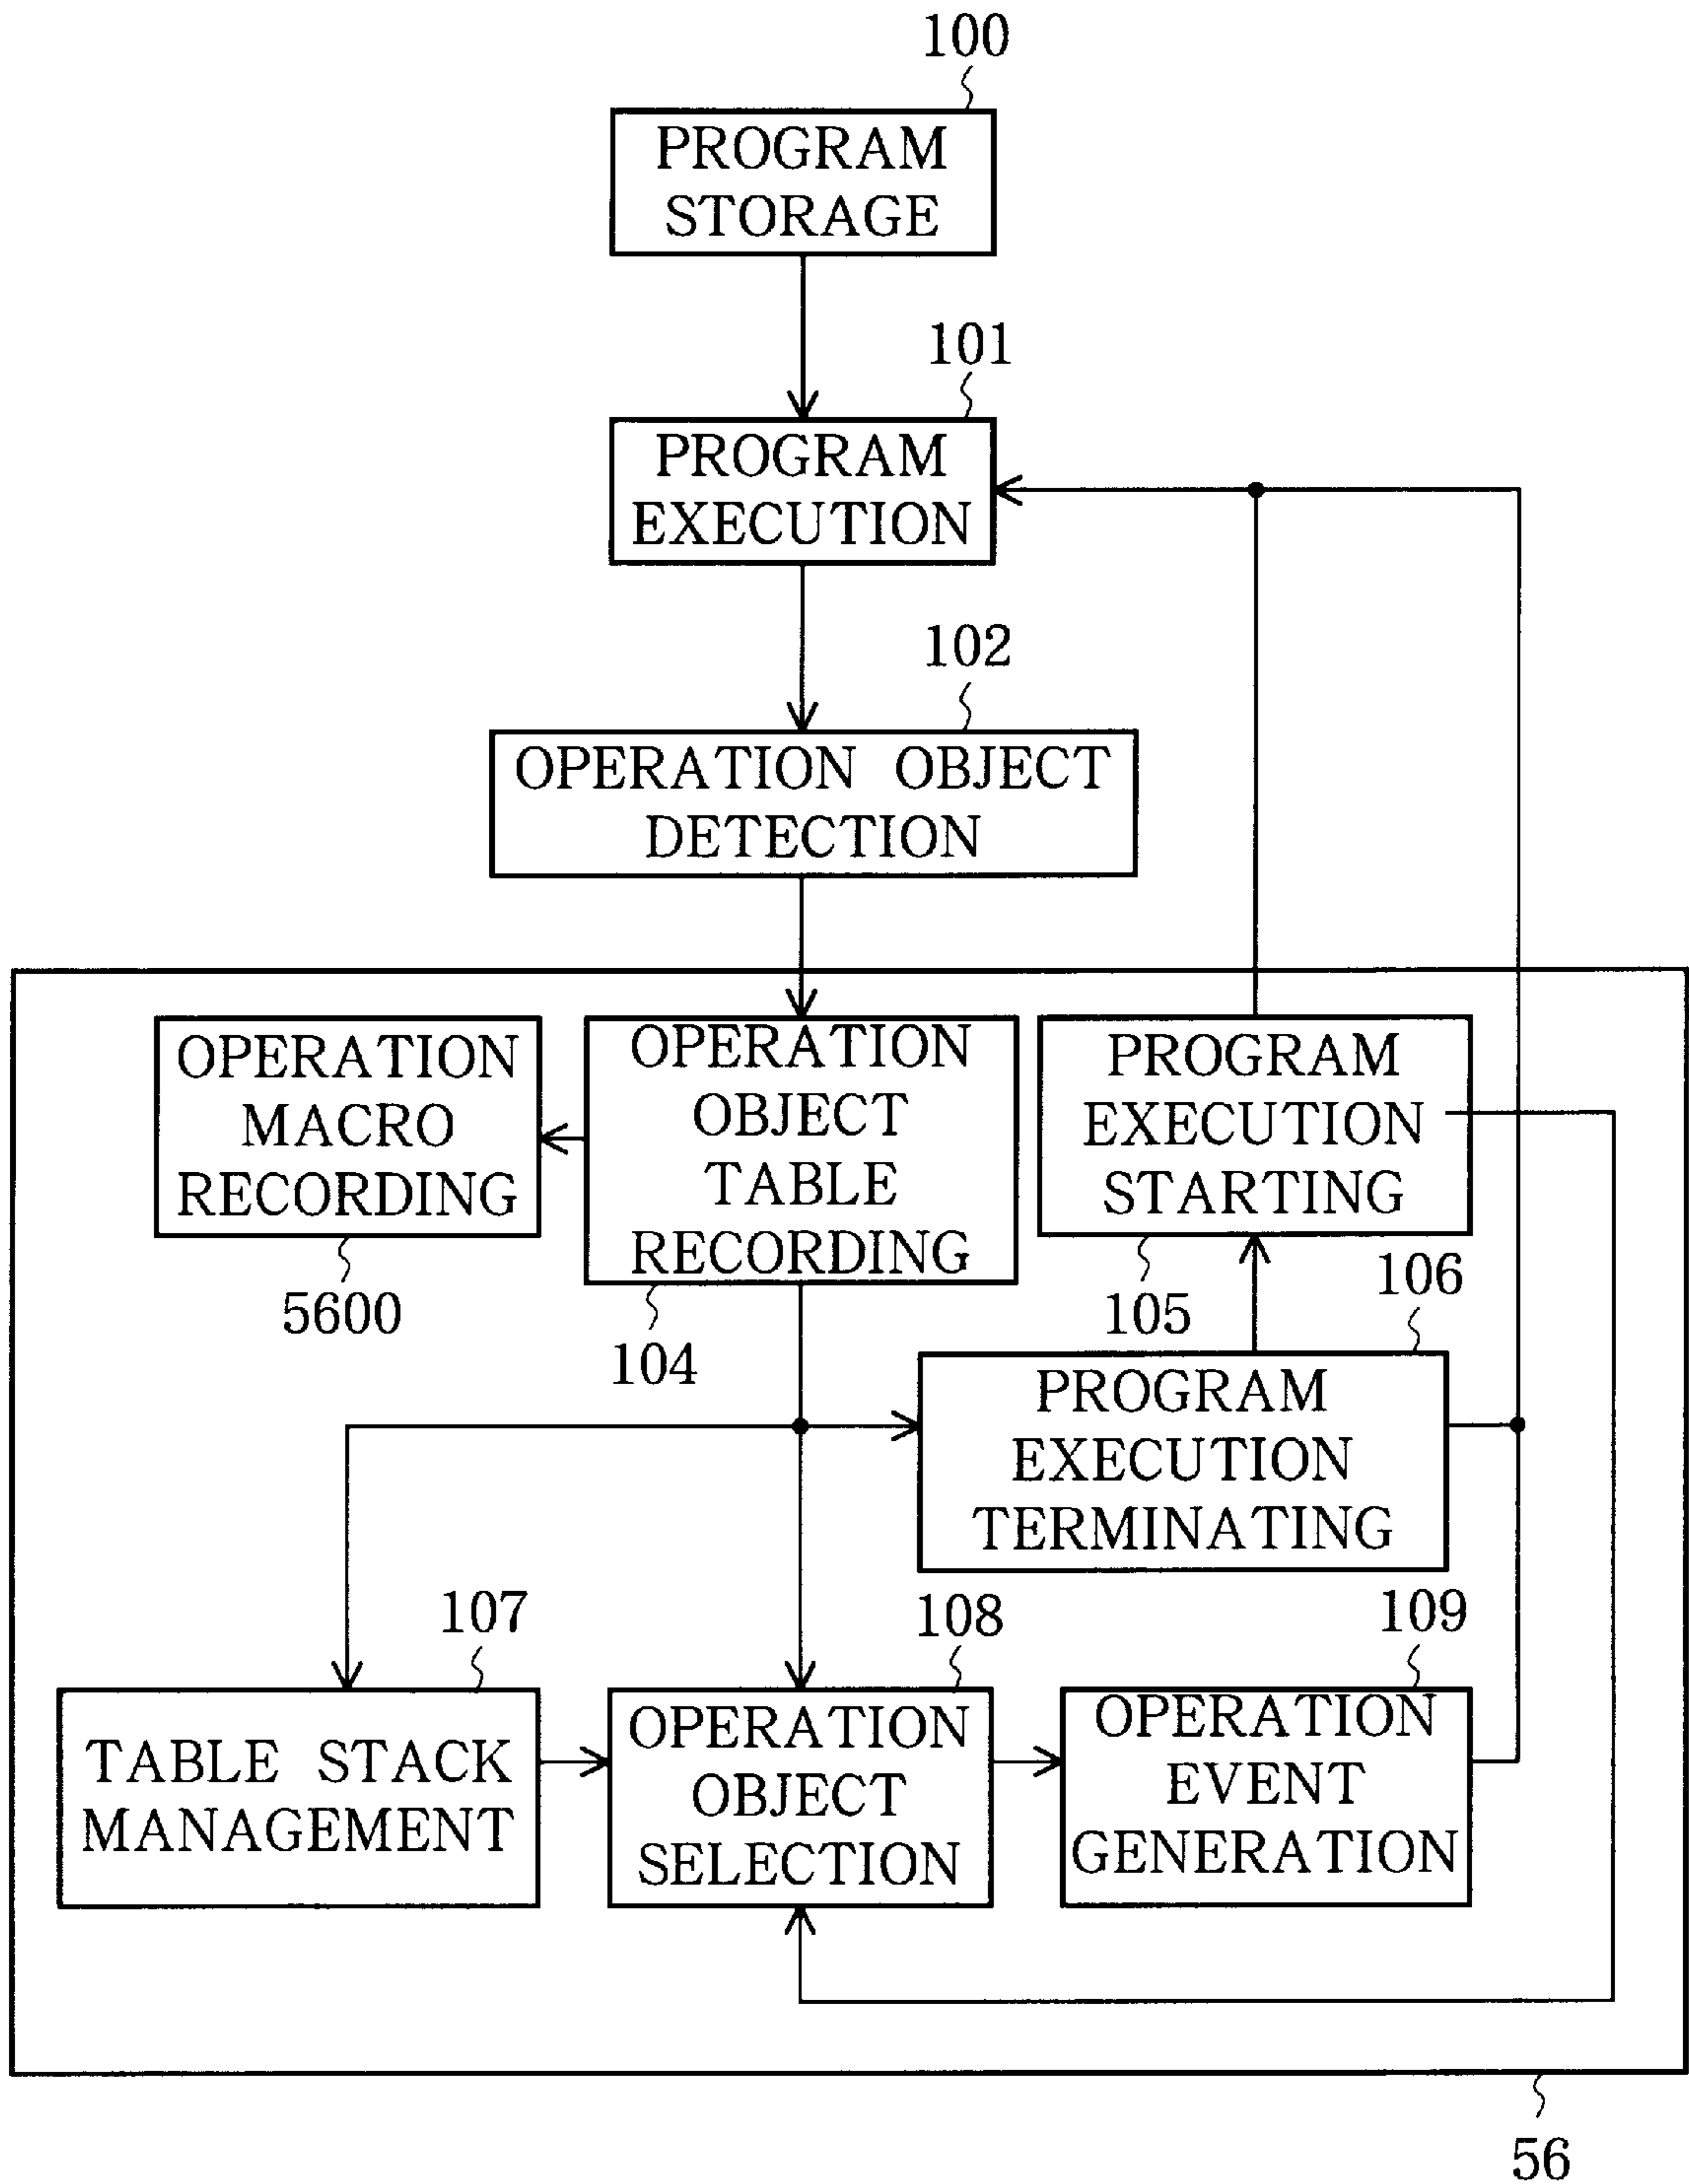 100
PROGRAM
STORAGE
101
PROGRAM
EXECUTION
102
OPERATION OBJECT
DETECTION
OPERATION
MACRO
RECORDING
5600
OPERATION
OBJECT
TABLE
RECORDING
104
PROGRAM
EXECUTION
STARTING
105
106
PROGRAM
EXECUTION
TERMINATING
107
TABLE STACK
MANAGEMENT
108
OPERATION
OBJECT
SELECTION
109
OPERATION
EVENT
GENERATION
56